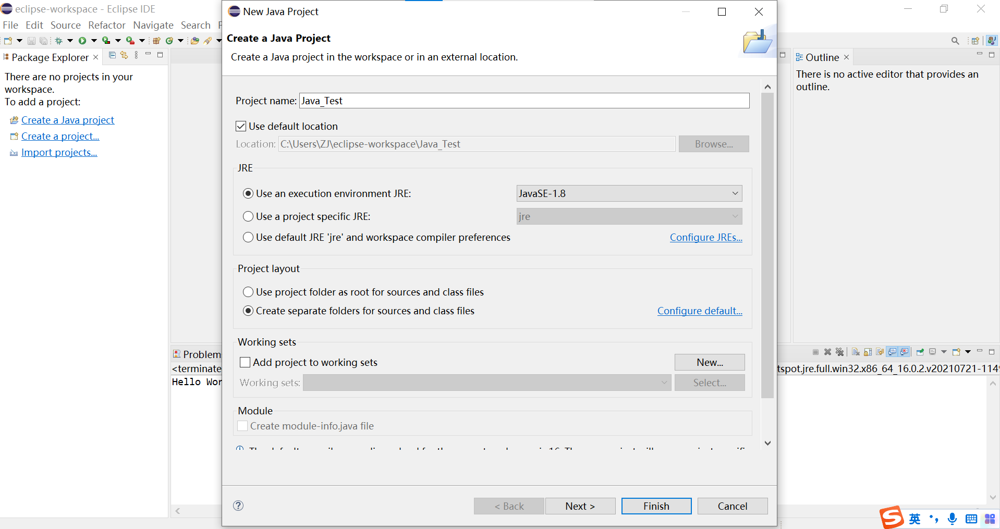 eclipse-workspace - Eclipse IDE
File Edit Source Refactor Navigate Search
Package Explorer
There are no projects in your
workspace.
To add a project:
Create a Java project
Create a project...
Import projects...
New Java Project
Create a Java Project
Create a Java project in the workspace or in an external location.
Project name: Java_Test
Use default location
Location: C:\Users\ZJ\eclipse-workspace\Java_Test Browse...
JRE
Use an execution environment JRE: JavaSE-1.8
Use a project specific JRE: jre
Use default JRE 'jre' and workspace compiler preferences Configure JREs...
Project layout
Use project folder as root for sources and class files
Create separate folders for sources and class files Configure default...
Working sets
Add project to working sets New...
Working sets: Select...
Module
Create module-info.java file
? < Back Next > Finish Cancel
Outline
There is no active editor that provides an
outline.
Problem
<terminate
Hello Wor
tspot.jre.full.win32.x86_64_16.0.2.v20210721-1149
S 英